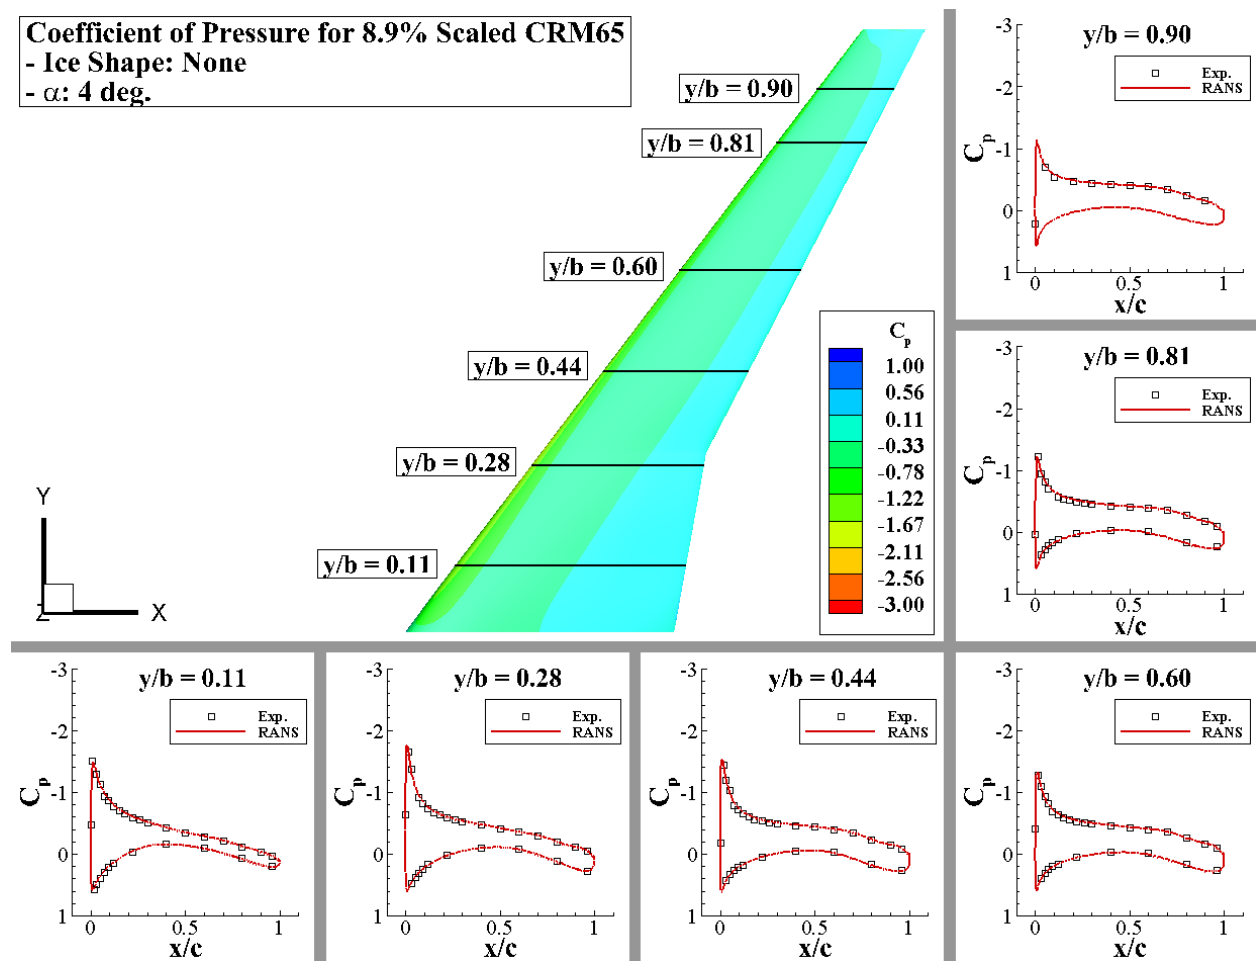 Coefficient of Pressure for 8.9% Scaled CRM65
- Ice Shape: None
- α: 4 deg.
y/b = 0.90
y/b = 0.81
y/b = 0.60
y/b = 0.44
y/b = 0.28
y/b = 0.11
Y
Z
X
Cp
1.00
0.56
0.11
-0.33
-0.78
-1.22
-1.67
-2.11
-2.56
-3.00
y/b = 0.90
Exp.
RANS
Cp
-3
-2
-1
0
1
0 0.5 1
x/c
y/b = 0.81
Exp.
RANS
Cp
-3
-2
-1
0
1
0 0.5 1
x/c
y/b = 0.11
Exp.
RANS
Cp
-3
-2
-1
0
1
0 0.5 1
x/c
y/b = 0.28
Exp.
RANS
Cp
-3
-2
-1
0
1
0 0.5 1
x/c
y/b = 0.44
Exp.
RANS
Cp
-3
-2
-1
0
1
0 0.5 1
x/c
y/b = 0.60
Exp.
RANS
Cp
-3
-2
-1
0
1
0 0.5 1
x/c